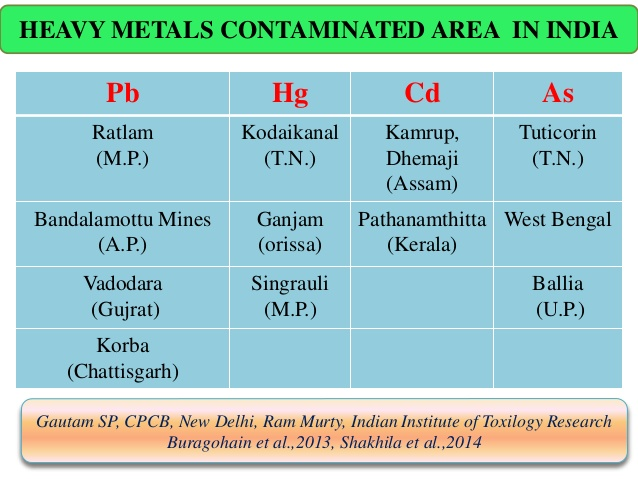 HEAVY METALS CONTAMINATED AREA IN INDIA
Pb Hg Cd As
Ratlam
(M.P.)
Kodaikanal
(T.N.)
Kamrup,
Dhemaji
(Assam)
Tuticorin
(T.N.)
Bandalamottu Mines
(A.P.)
Ganjam
(orissa)
Pathanamthitta
(Kerala)
West Bengal
Vadodara
(Gujrat)
Singrauli
(M.P.)
Ballia
(U.P.)
Korba
(Chattisgarh)
Gautam SP, CPCB, New Delhi, Ram Murty, Indian Institute of Toxilogy Research
Buragohain et al.,2013, Shakhila et al.,2014